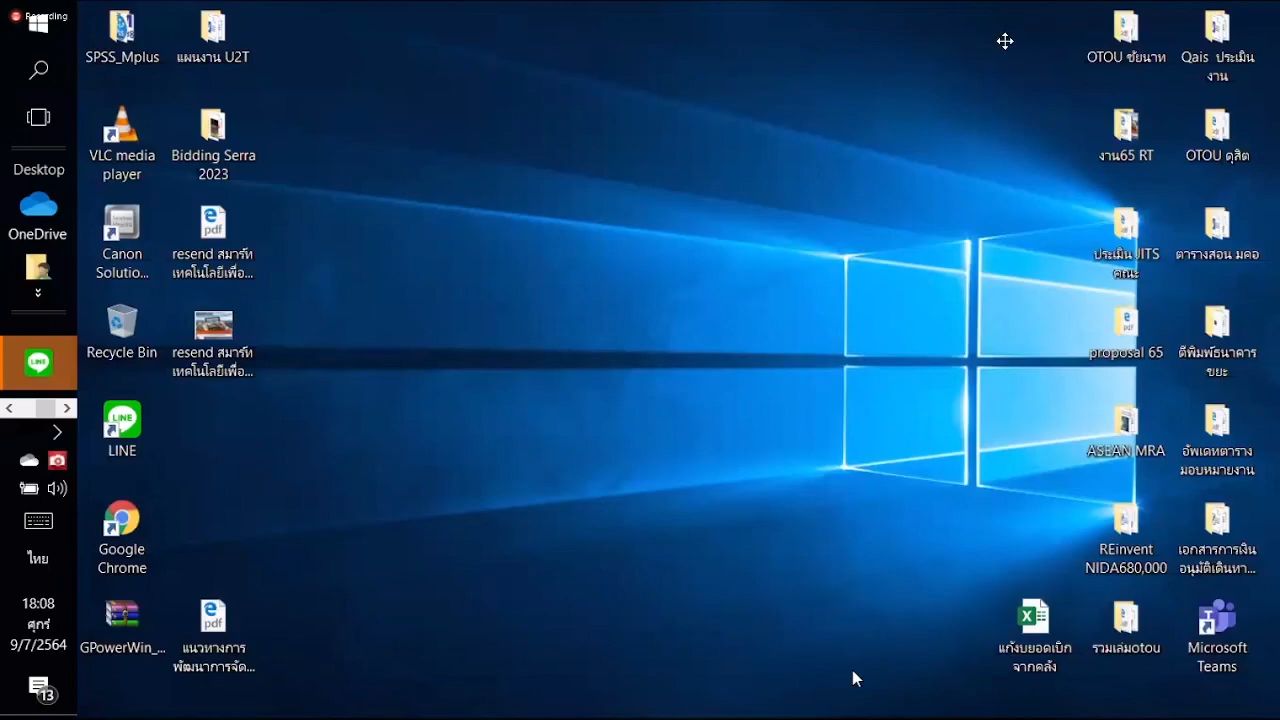 Recording
Desktop
OneDrive
LINE
ไทย
18:08
ศุกร์
9/7/2564
13
SPSS_Mplus
แผนงาน U2T
VLC media
player
Bidding Serra
2023
Canon
Solutio...
pdf
resend สมาร์ท
เทคโนโลยีเพื่อ...
Recycle Bin
resend สมาร์ท
เทคโนโลยีเพื่อ...
LINE
LINE
Google
Chrome
GPowerWin_...
pdf
แนวทางการ
พัฒนาการจัด...
OTOU ชัยนาท
Qais ประเมิน
งาน
งาน65 RT
OTOU ดุสิต
ประเมิน JITS
คณะ
ตารางสอน มคอ
pdf
proposal 65
ตีพิมพ์ธนาคาร
ขยะ
ASEAN MRA
อัพเดทตาราง
มอบหมายงาน
REinvent
NIDA680,000
เอกสารการเงิน
อนุมัติเดินทา...
แก้งบยอดเบิก
จากคลัง
รวมเล่มotou
Microsoft
Teams